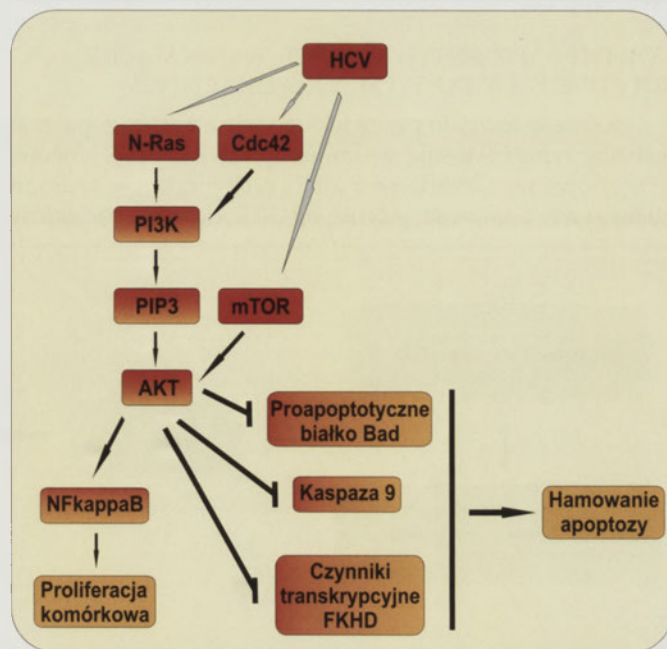 HCV
N-Ras
Cdc42
PI3K
PIP3
mTOR
AKT
Proapoptotyczne
białko Bad
NFkappaB
Kaspaza 9
Hamowanie
apoptozy
Proliferacja
komórkowa
Czynniki
transkrypcyjne
FKHD